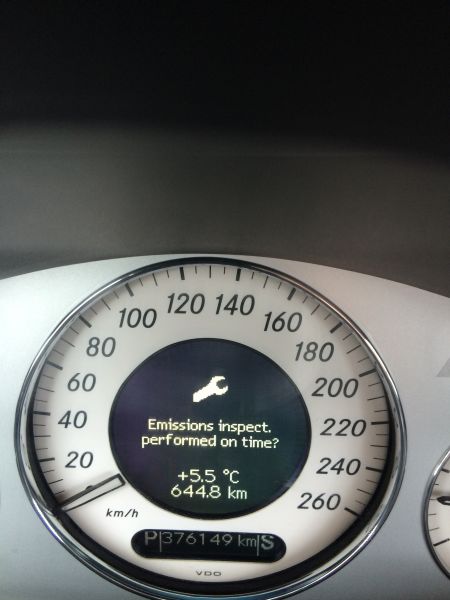 120 140
100 160
80 180
60 200
40 220
20 240
260
Emissions inspect.
performed on time?
+5.5 °C
644.8 km
km/h
P 376149 km S
VDO